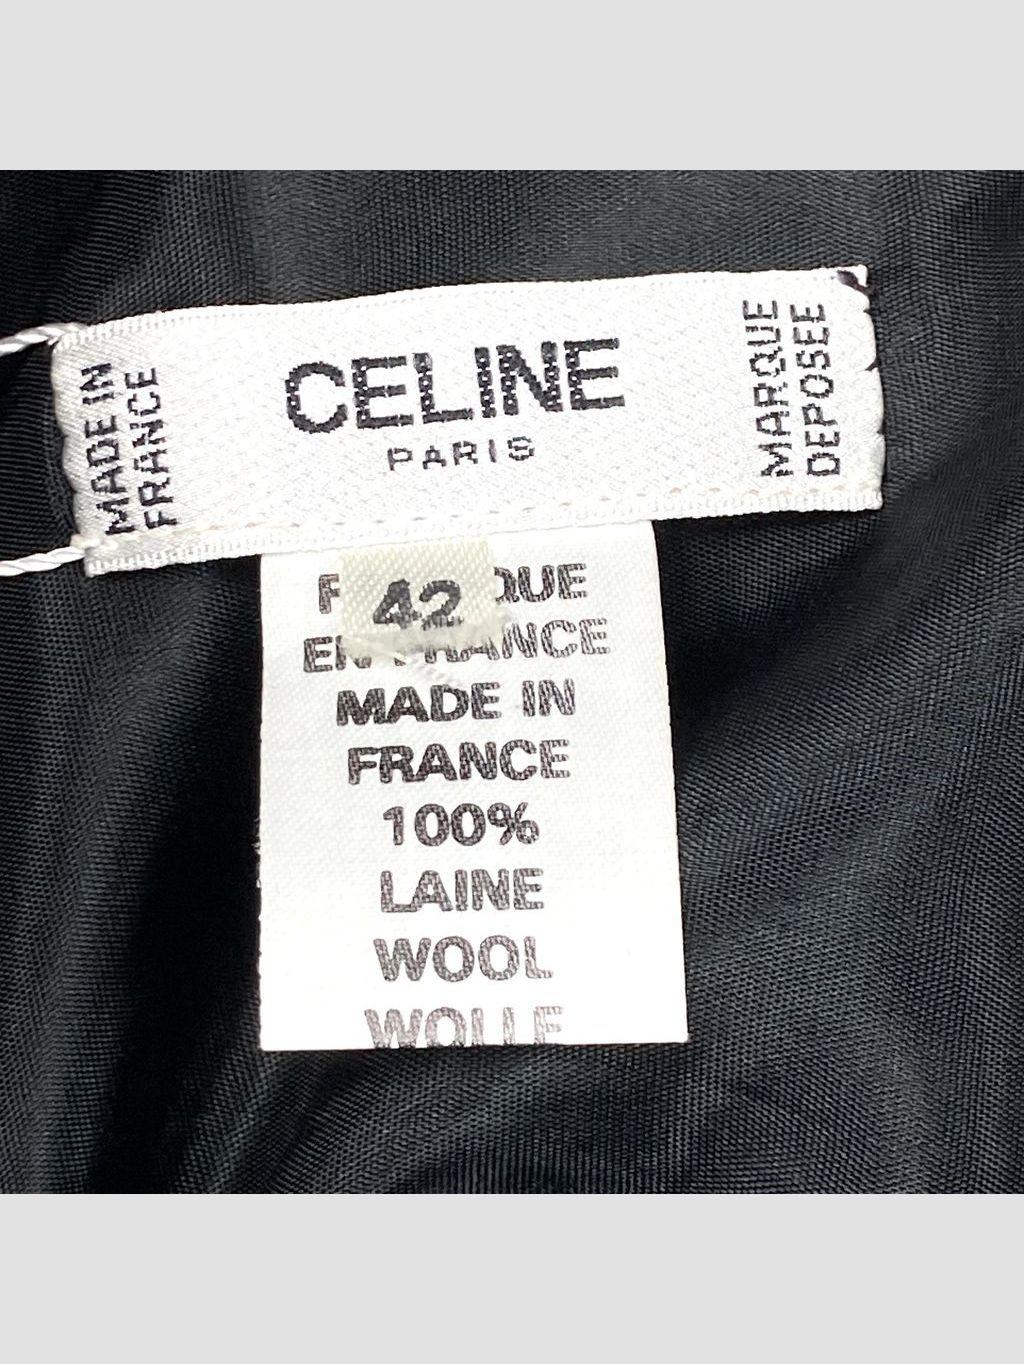 MADE IN
FRANCE
CELINE
PARIS
MARQUE
DEPOSEE
42
EN FRANCE
MADE IN
FRANCE
100%
LAINE
WOOL
WOLLE